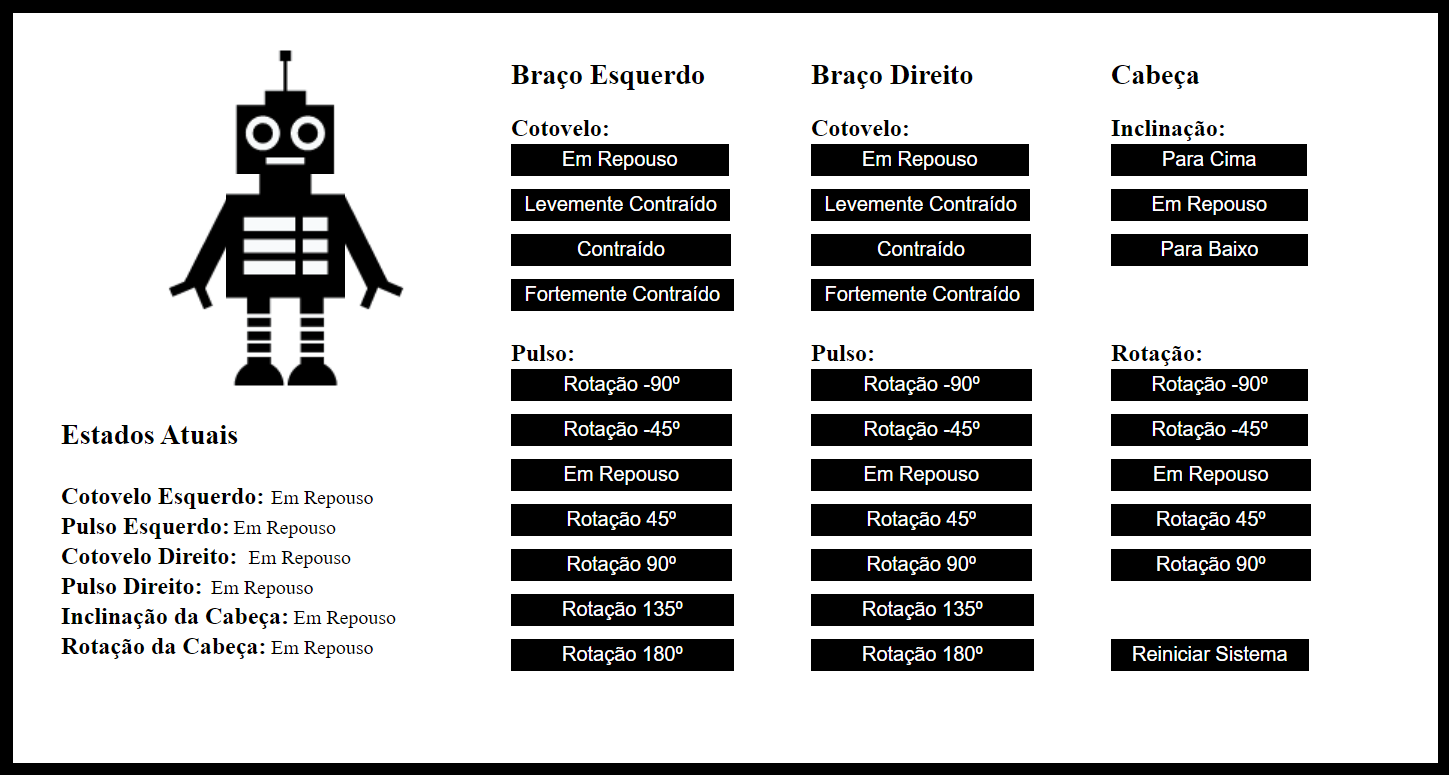 Braço Esquerdo
Cotovelo:
Em Repouso
Levemente Contraído
Contraído
Fortemente Contraído
Pulso:
Rotação -90º
Rotação -45º
Em Repouso
Rotação 45º
Rotação 90º
Rotação 135º
Rotação 180º
Braço Direito
Cotovelo:
Em Repouso
Levemente Contraído
Contraído
Fortemente Contraído
Pulso:
Rotação -90º
Rotação -45º
Em Repouso
Rotação 45º
Rotação 90º
Rotação 135º
Rotação 180º
Cabeça
Inclinação:
Para Cima
Em Repouso
Para Baixo
Rotação:
Rotação -90º
Rotação -45º
Em Repouso
Rotação 45º
Rotação 90º
Reiniciar Sistema
Estados Atuais
Cotovelo Esquerdo: Em Repouso
Pulso Esquerdo: Em Repouso
Cotovelo Direito: Em Repouso
Pulso Direito: Em Repouso
Inclinação da Cabeça: Em Repouso
Rotação da Cabeça: Em Repouso